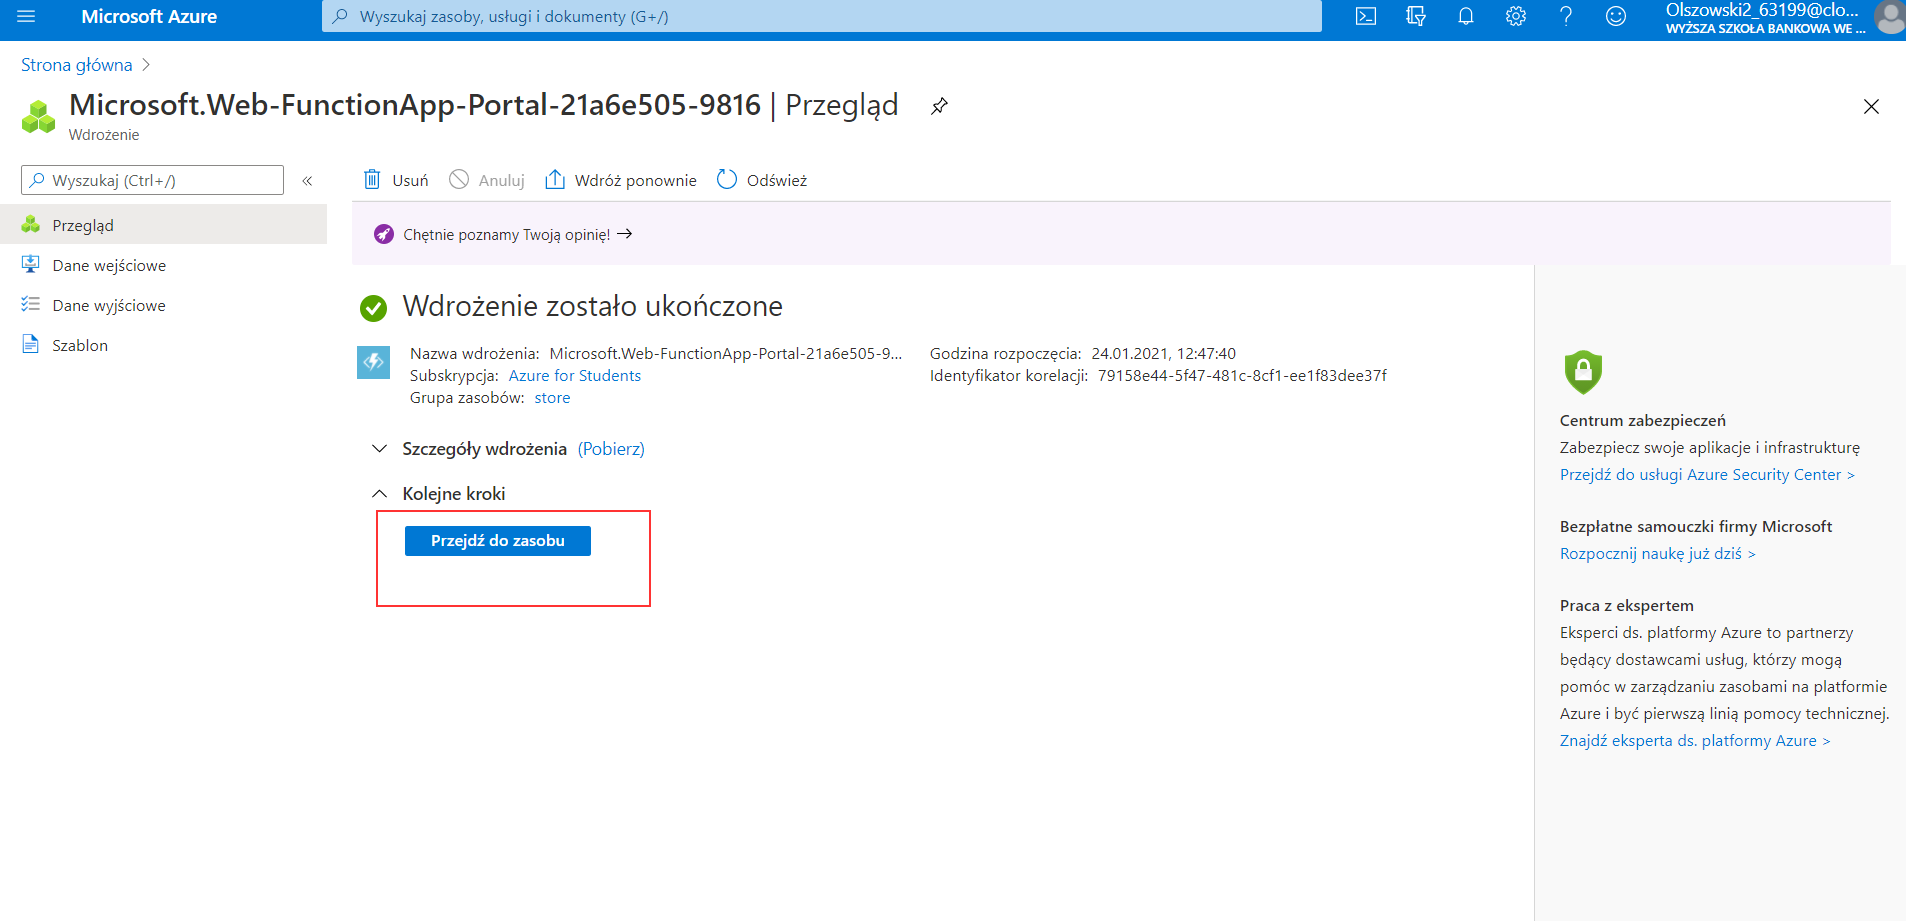 Microsoft Azure
Wyszukaj zasoby, usługi i dokumenty (G+/)
Olszowski2_63199@clo...
WYŻSZA SZKOŁA BANKOWA WE ...
Strona główna
Microsoft.Web-FunctionApp-Portal-21a6e505-9816 | Przegląd
Wdrożenie
Wyszukaj (Ctrl+/)
«
Usuń
Anuluj
Wdróż ponownie
Odśwież
Przegląd
Dane wejściowe
Dane wyjściowe
Szablon
Chętnie poznamy Twoją opinię! →
Wdrożenie zostało ukończone
Nazwa wdrożenia: Microsoft.Web-FunctionApp-Portal-21a6e505-9...
Subskrypcja: Azure for Students
Grupa zasobów: store
Godzina rozpoczęcia: 24.01.2021, 12:47:40
Identyfikator korelacji: 79158e44-5f47-481c-8cf1-ee1f83dee37f
Szczegóły wdrożenia (Pobierz)
Kolejne kroki
Przejdź do zasobu
Centrum zabezpieczeń
Zabezpiecz swoje aplikacje i infrastrukturę
Przejdź do usługi Azure Security Center >
Bezpłatne samouczki firmy Microsoft
Rozpocznij naukę już dziś >
Praca z ekspertem
Eksperci ds. platformy Azure to partnerzy
będący dostawcami usług, którzy mogą
pomóc w zarządzaniu zasobami na platformie
Azure i być pierwszą linią pomocy technicznej.
Znajdź eksperta ds. platformy Azure >